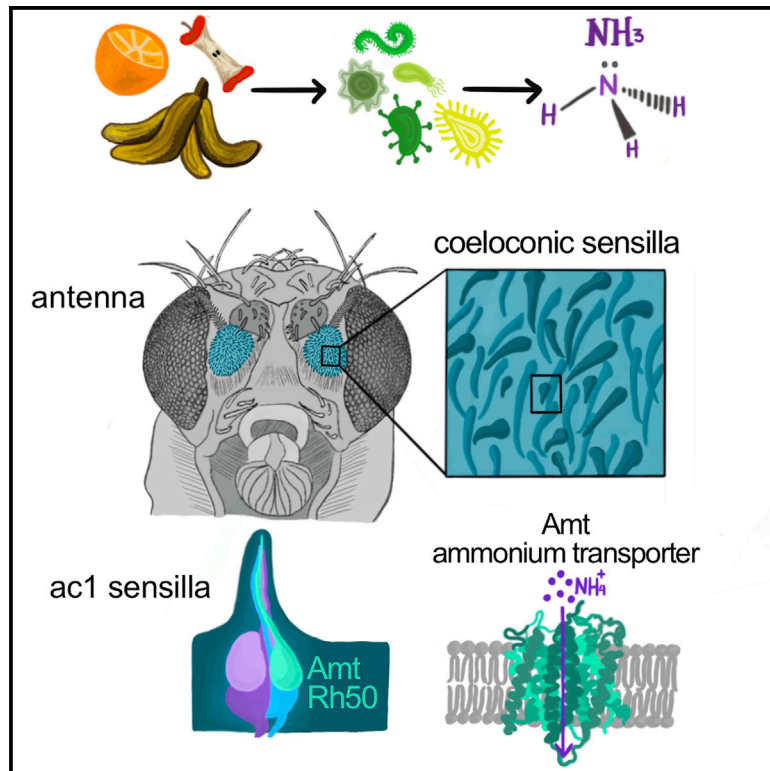 NH₃
N
H
H
H
coeloconic sensilla
antenna
Amt
ammonium transporter
NH₄⁺
ac1 sensilla
Amt
Rh50